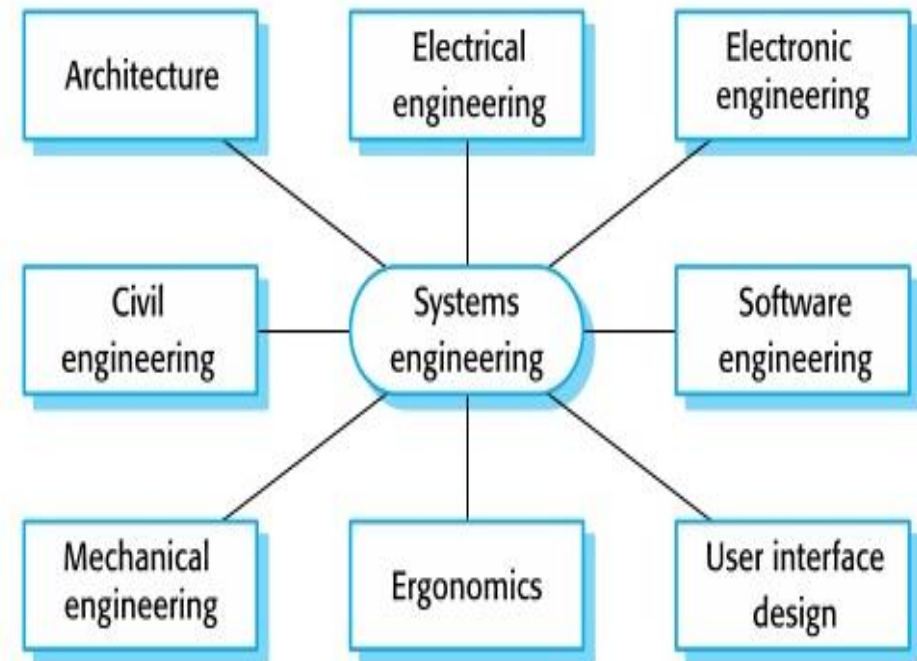 Architecture
Electrical
engineering
Electronic
engineering
Civil
engineering
Systems
engineering
Software
engineering
Mechanical
engineering
Ergonomics
User interface
design